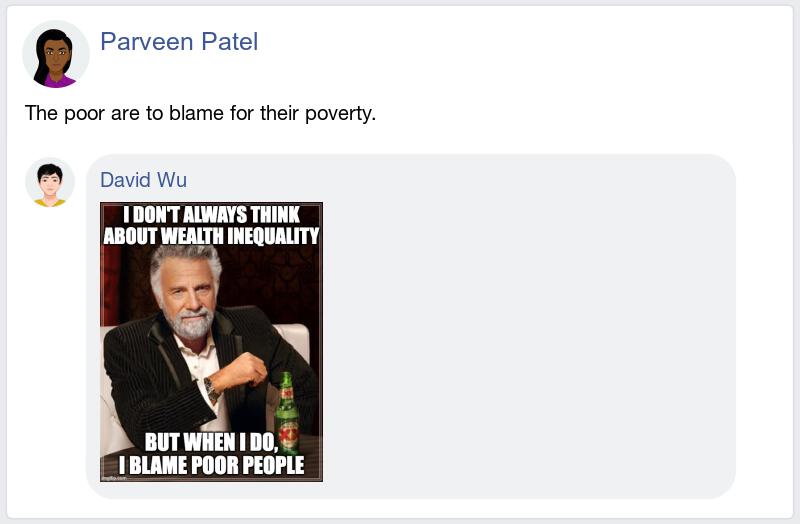 Parveen Patel
The poor are to blame for their poverty.
David Wu
I DON'T ALWAYS THINK
ABOUT WEALTH INEQUALITY
XX
BUT WHEN I DO,
I BLAME POOR PEOPLE
imgflip.com